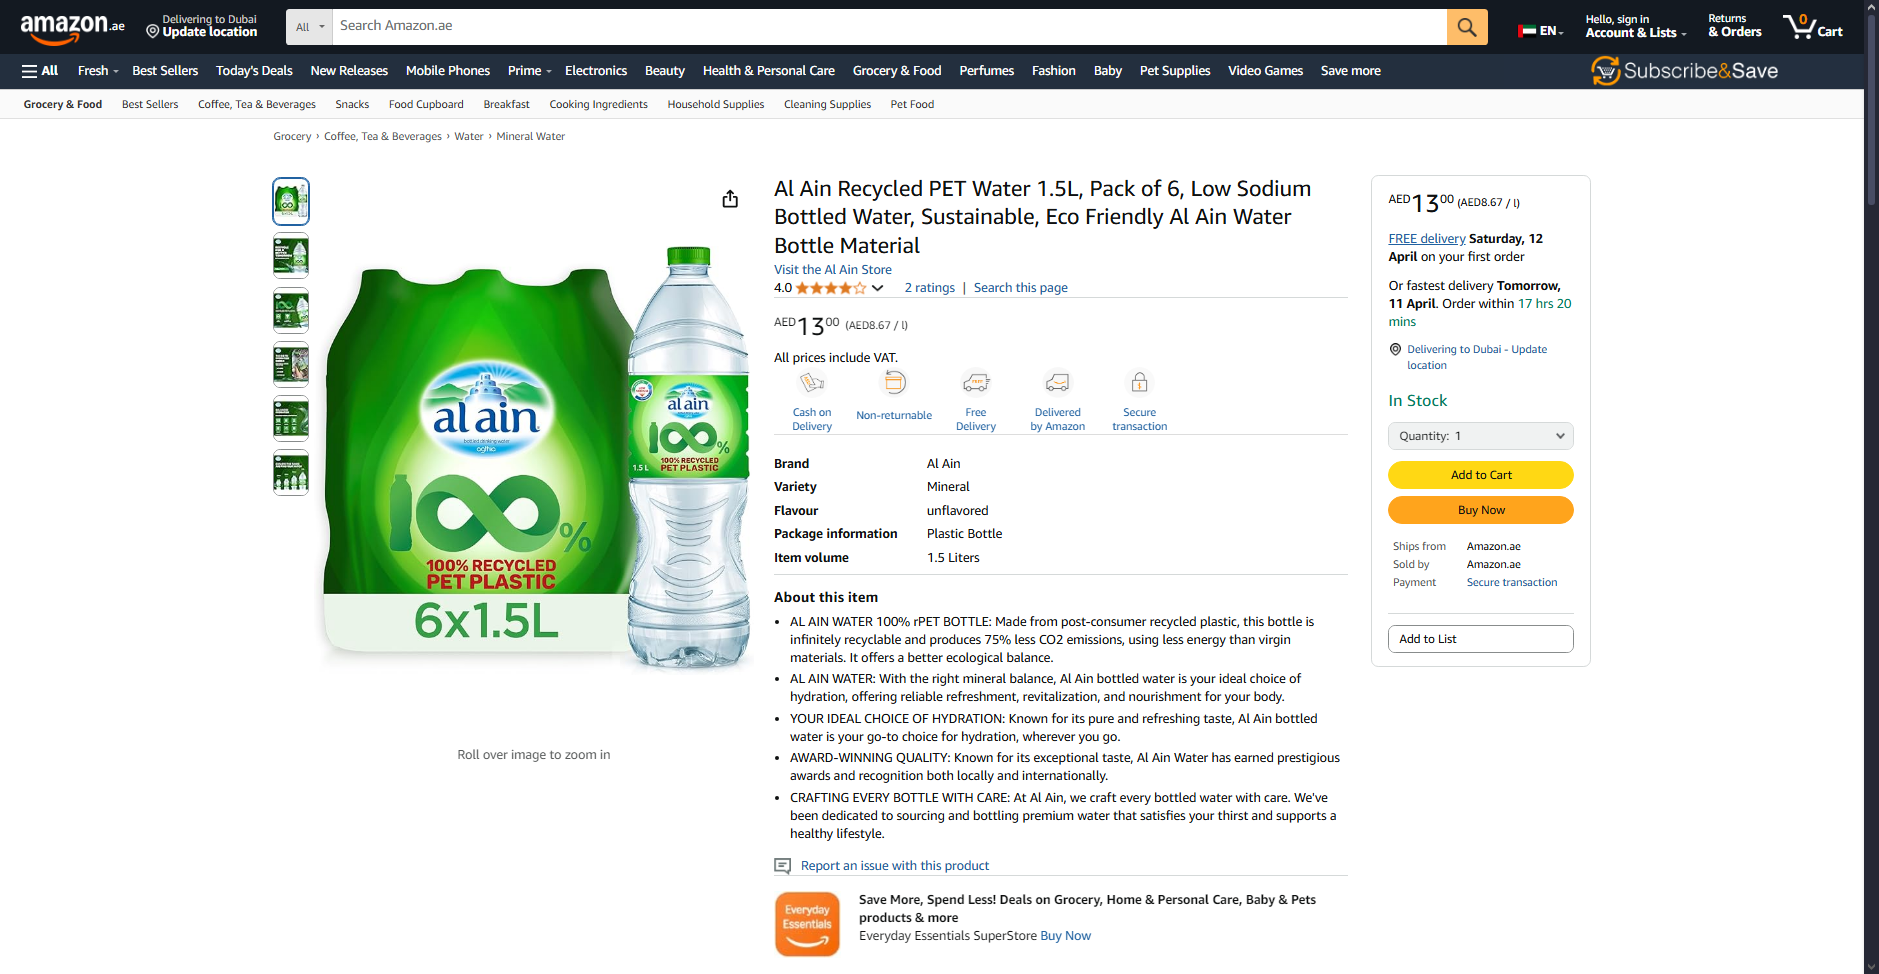 amazon.ae
Delivering to Dubai
Update location
All
Search Amazon.ae
EN
Hello, sign in
Account & Lists
Returns
& Orders
0
Cart
All
Fresh
Best Sellers
Today's Deals
New Releases
Mobile Phones
Prime
Electronics
Beauty
Health & Personal Care
Grocery & Food
Perfumes
Fashion
Baby
Pet Supplies
Video Games
Save more
Subscribe&Save
Grocery & Food
Best Sellers
Coffee, Tea & Beverages
Snacks
Food Cupboard
Breakfast
Cooking Ingredients
Household Supplies
Cleaning Supplies
Pet Food
Grocery › Coffee, Tea & Beverages › Water › Mineral Water
al ain
bottled drinking water
agthia
100%
100% RECYCLED
PET PLASTIC
6x1.5L
al ain
100%
1.5 L
100% RECYCLED
PET PLASTIC
Roll over image to zoom in
Al Ain Recycled PET Water 1.5L, Pack of 6, Low Sodium
Bottled Water, Sustainable, Eco Friendly Al Ain Water
Bottle Material
Visit the Al Ain Store
4.0
2 ratings | Search this page
AED 13 00 (AED8.67 / l)
All prices include VAT.
Cash on
Delivery
Non-returnable
Free
Delivery
Delivered
by Amazon
Secure
transaction
Brand Al Ain
Variety Mineral
Flavour unflavored
Package information Plastic Bottle
Item volume 1.5 Liters
About this item
• AL AIN WATER 100% rPET BOTTLE: Made from post-consumer recycled plastic, this bottle is
infinitely recyclable and produces 75% less CO2 emissions, using less energy than virgin
materials. It offers a better ecological balance.
• AL AIN WATER: With the right mineral balance, Al Ain bottled water is your ideal choice of
hydration, offering reliable refreshment, revitalization, and nourishment for your body.
• YOUR IDEAL CHOICE OF HYDRATION: Known for its pure and refreshing taste, Al Ain bottled
water is your go-to choice for hydration, wherever you go.
• AWARD-WINNING QUALITY: Known for its exceptional taste, Al Ain Water has earned prestigious
awards and recognition both locally and internationally.
• CRAFTING EVERY BOTTLE WITH CARE: At Al Ain, we craft every bottled water with care. We've
been dedicated to sourcing and bottling premium water that satisfies your thirst and supports a
healthy lifestyle.
Report an issue with this product
Everyday
Essentials
Save More, Spend Less! Deals on Grocery, Home & Personal Care, Baby & Pets
products & more
Everyday Essentials SuperStore Buy Now
AED 13 00 (AED8.67 / l)
FREE delivery Saturday, 12
April on your first order
Or fastest delivery Tomorrow,
11 April. Order within 17 hrs 20
mins
Delivering to Dubai - Update
location
In Stock
Quantity: 1
Add to Cart
Buy Now
Ships from Amazon.ae
Sold by Amazon.ae
Payment Secure transaction
Add to List